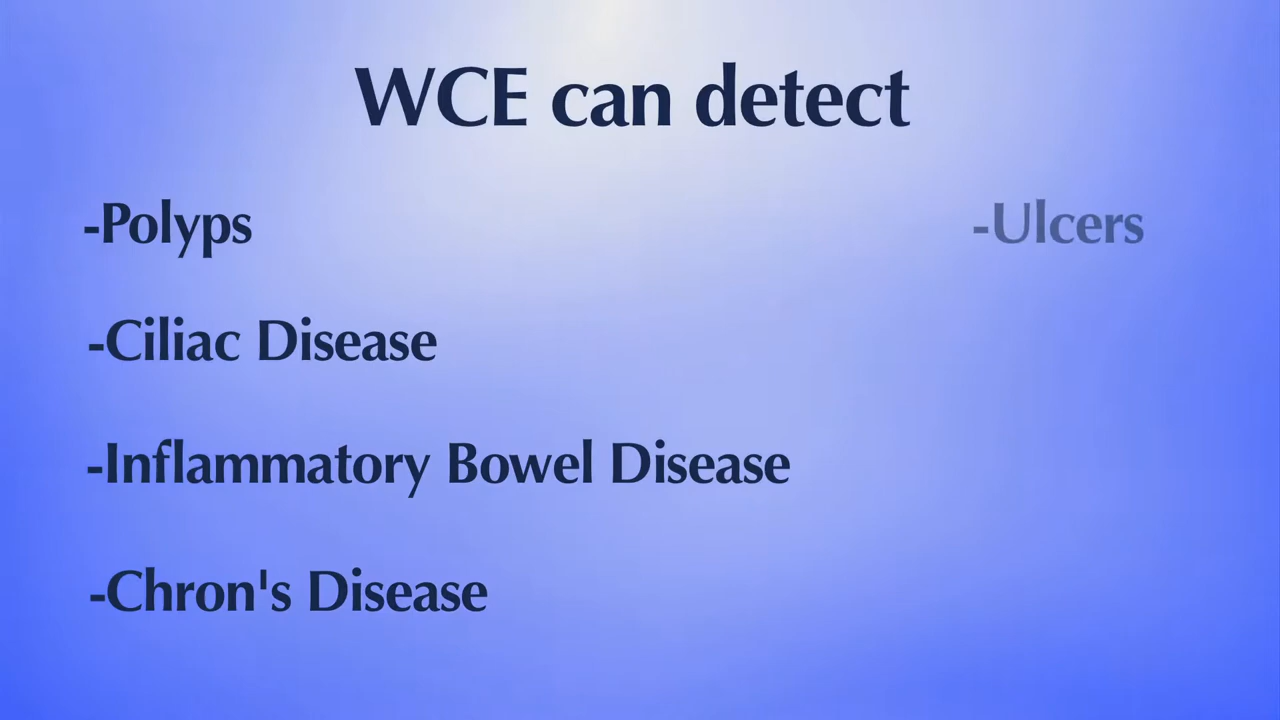 WCE can detect
-Polyps
-Ulcers
-Ciliac Disease
-Inflammatory Bowel Disease
-Chron's Disease